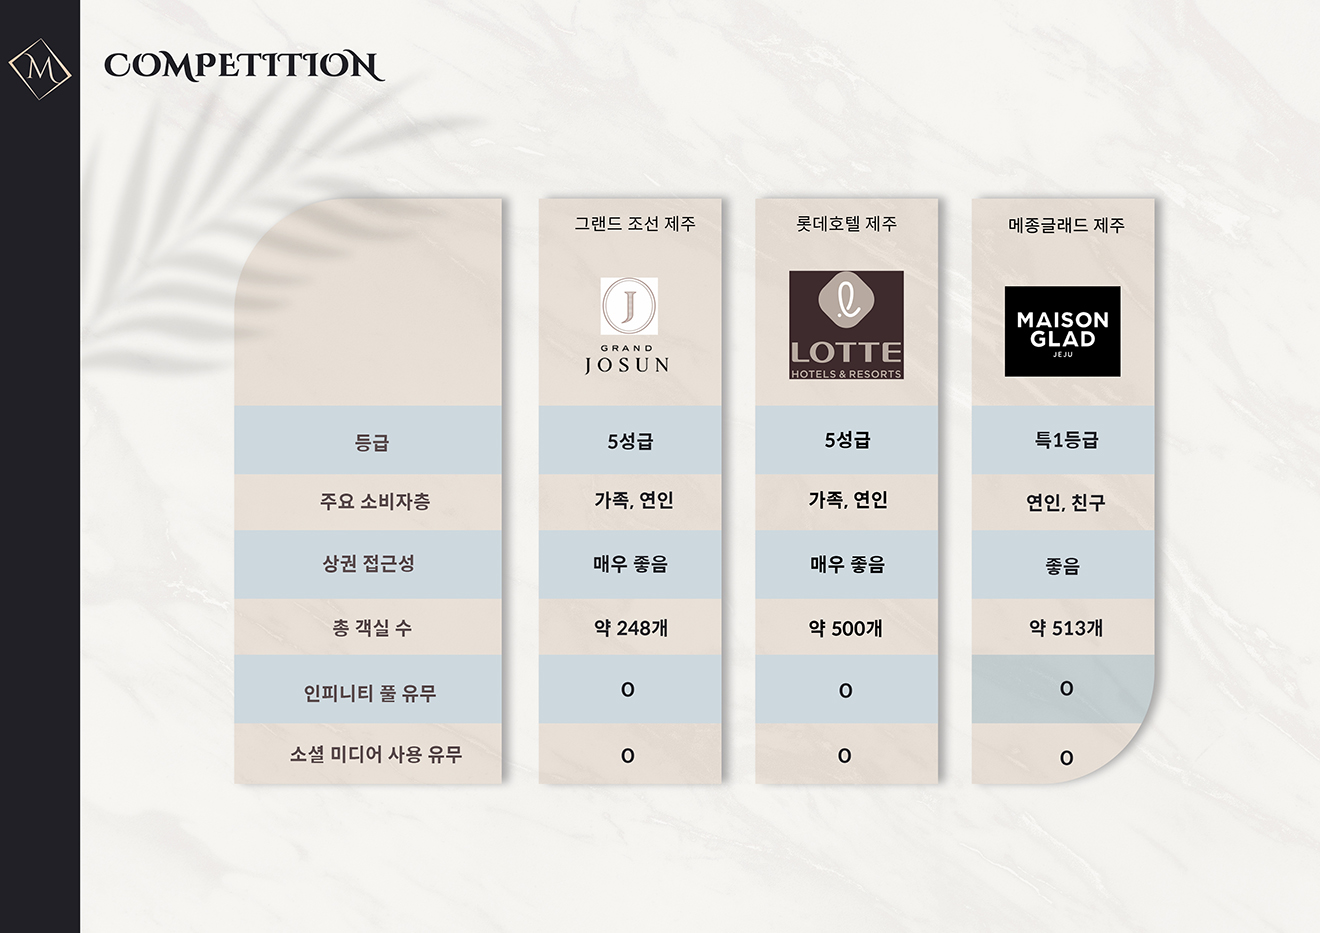 M
COMPETITION
그랜드 조선 제주
롯데호텔 제주
메종글래드 제주
J
GRAND
JOSUN
LOTTE
HOTELS & RESORTS
MAISON
GLAD
JEJU
등급
5성급
5성급
특1등급
주요 소비자층
가족, 연인
가족, 연인
연인, 친구
상권 접근성
매우 좋음
매우 좋음
좋음
총 객실 수
약 248개
약 500개
약 513개
인피니티 풀 유무
O
O
O
소셜 미디어 사용 유무
O
O
O